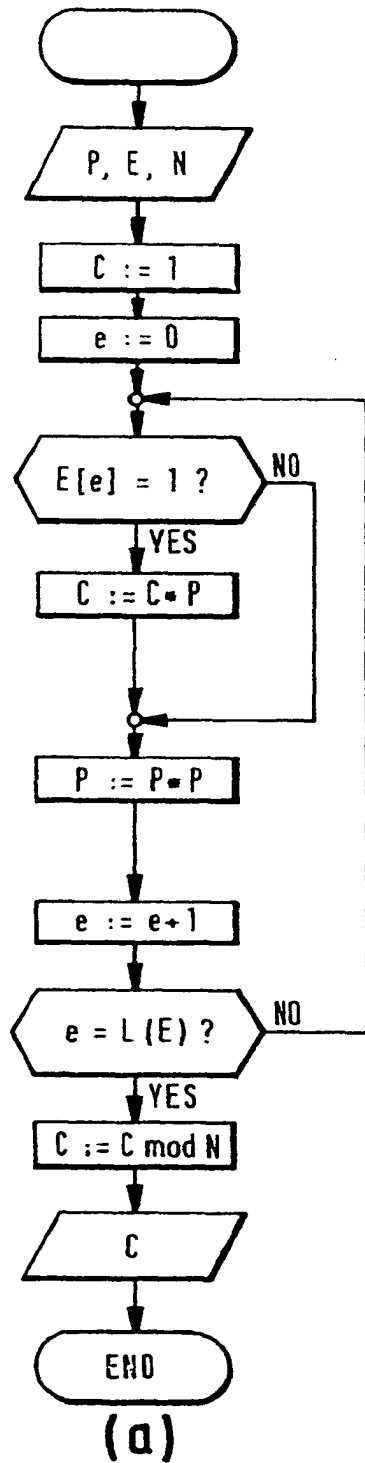 P, E, N
C := 1
e := 0
E[e] = 1 ?
NO
YES
C := C* P
P := P* P
e := e+1
e = L (E) ?
NO
YES
C := C mod N
C
END
(a)